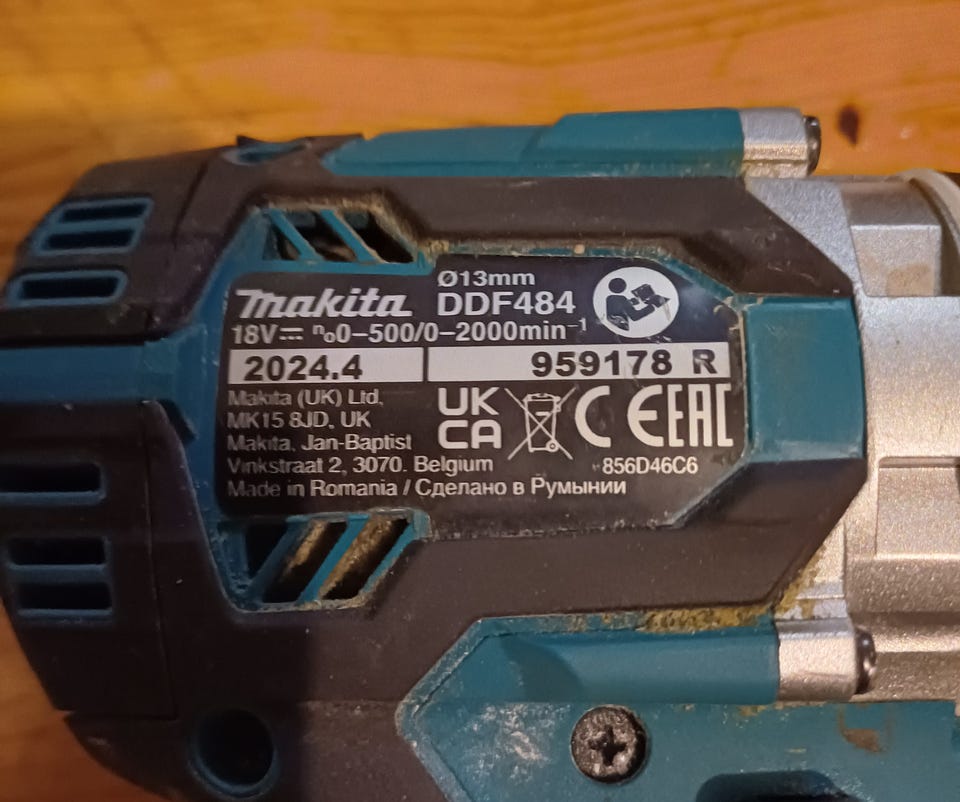 makita
Ø13mm
DDF484
18V⎓ n₀0–500/0–2000min⁻¹
2024.4
959178 R
Makita (UK) Ltd,
MK15 8JD, UK
Makita, Jan-Baptist
Vinkstraat 2, 3070. Belgium
UK
CA
CE EAC
856D46C6
Made in Romania / Сделано в Румынии